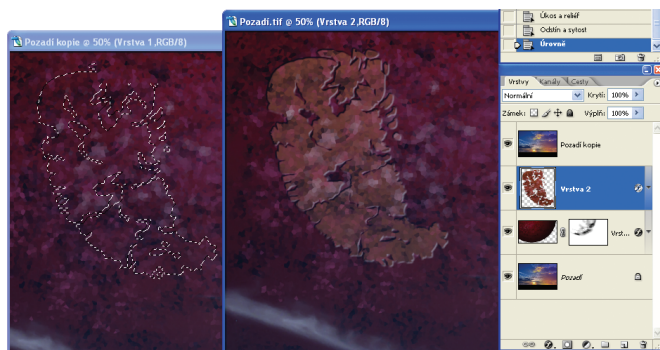 Pozadí kopie @ 50% (Vrstva 1,RGB/8)
Pozadí.tif @ 50% (Vrstva 2,RGB/8)
Úkos a reliéf
Odstín a sytost
Úrovně
Vrstvy Kanály Cesty
Normální Krytí: 100%
Zámek: Výplň: 100%
Pozadí kopie
Vrstva 2
Vrst...
Pozadí